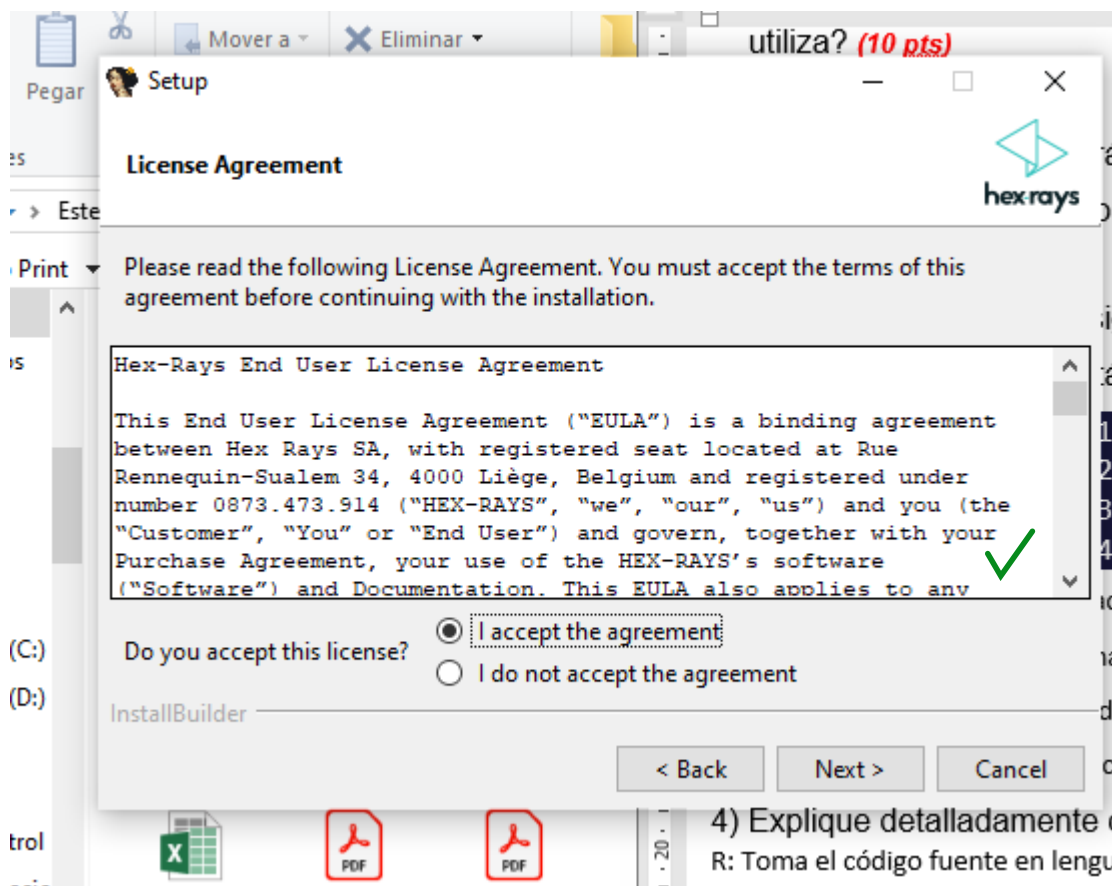 Mover a
Eliminar
Pegar
utiliza? (10 pts)
Setup
License Agreement
hex-rays
Este
Print
Please read the following License Agreement. You must accept the terms of this
agreement before continuing with the installation.
Hex-Rays End User License Agreement
This End User License Agreement (“EULA”) is a binding agreement
between Hex Rays SA, with registered seat located at Rue
Rennequin-Sualem 34, 4000 Liège, Belgium and registered under
number 0873.473.914 (“HEX-RAYS”, “we”, “our”, “us”) and you (the
“Customer”, “You” or “End User”) and govern, together with your
Purchase Agreement, your use of the HEX-RAYS’s software
(“Software”) and Documentation. This EULA also applies to any
Do you accept this license?
I accept the agreement
I do not accept the agreement
(C:)
(D:)
InstallBuilder
< Back
Next >
Cancel
trol
PDF
PDF
20
4) Explique detalladamente
R: Toma el código fuente en lengu